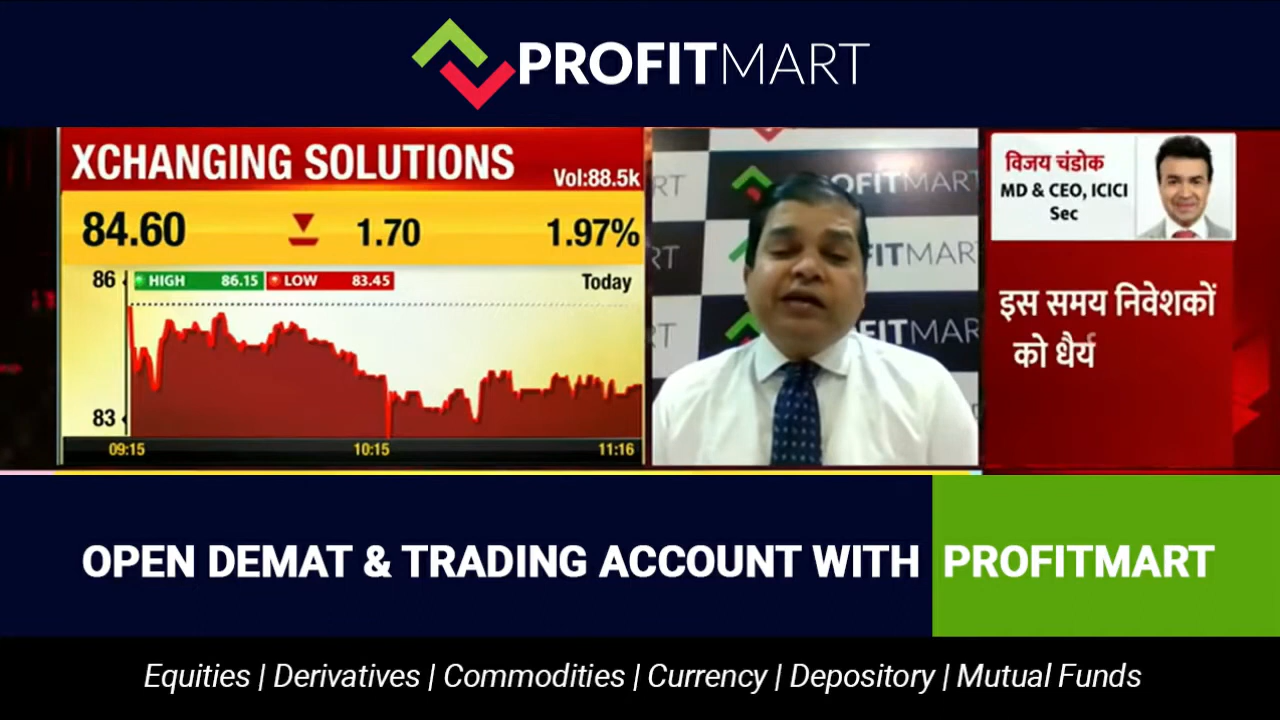 PROFITMART
XCHANGING SOLUTIONS
Vol:88.5k
84.60 1.70 1.97%
86 HIGH 86.15 LOW 83.45 Today
83
09:15 10:15 11:16
PROFITMART
MART
विजय चंडोक
MD & CEO, ICICI
Sec
इस समय निवेशकों
को धैर्य
OPEN DEMAT & TRADING ACCOUNT WITH PROFITMART
Equities | Derivatives | Commodities | Currency | Depository | Mutual Funds